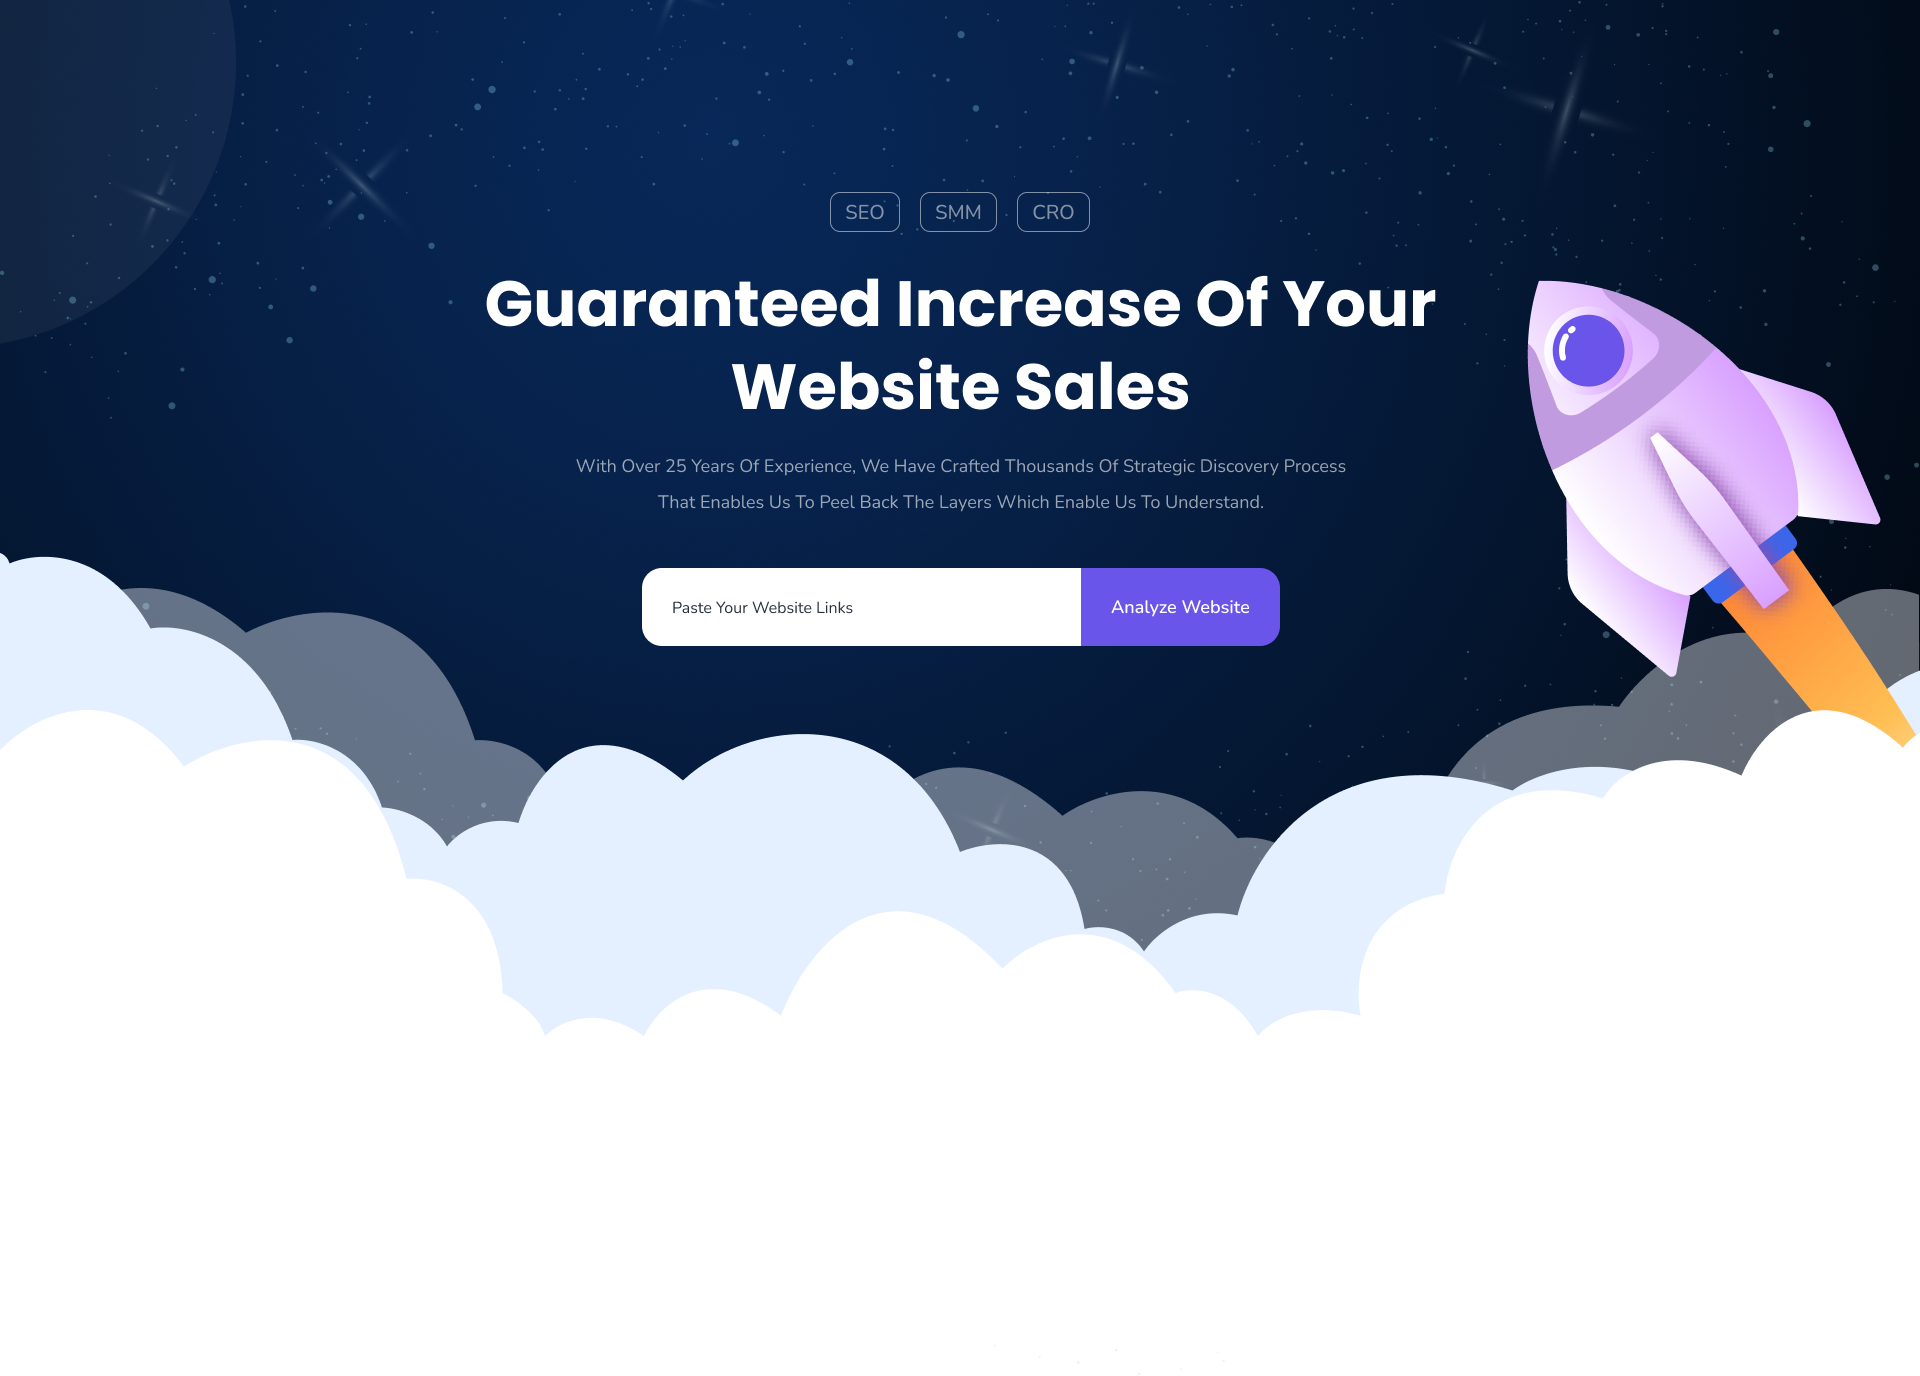 SEO SMM CRO
Guaranteed Increase Of Your
Website Sales
With Over 25 Years Of Experience, We Have Crafted Thousands Of Strategic Discovery Process
That Enables Us To Peel Back The Layers Which Enable Us To Understand.
Paste Your Website Links Analyze Website